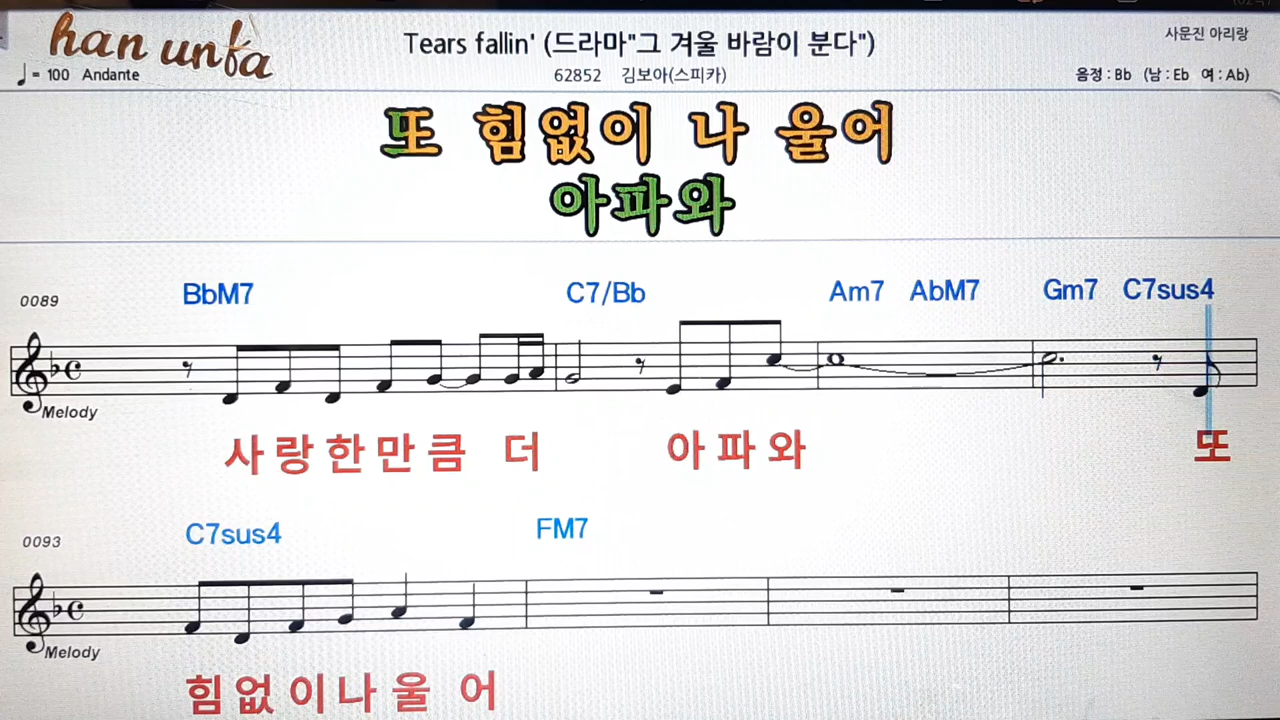 han unfa
Tears fallin' (드라마"그 겨울 바람이 분다")
사문진 아리랑
♩= 100 Andante
62852 김보아(스피카)
음정 : Bb (남 : Eb 여 : Ab)
또 힘없이 나 울어
아파와
0089 BbM7 C7/Bb Am7 AbM7 Gm7 C7sus4
Melody
사랑한만큼 더 아파와 또
0093 C7sus4 FM7
Melody
힘없이나울 어